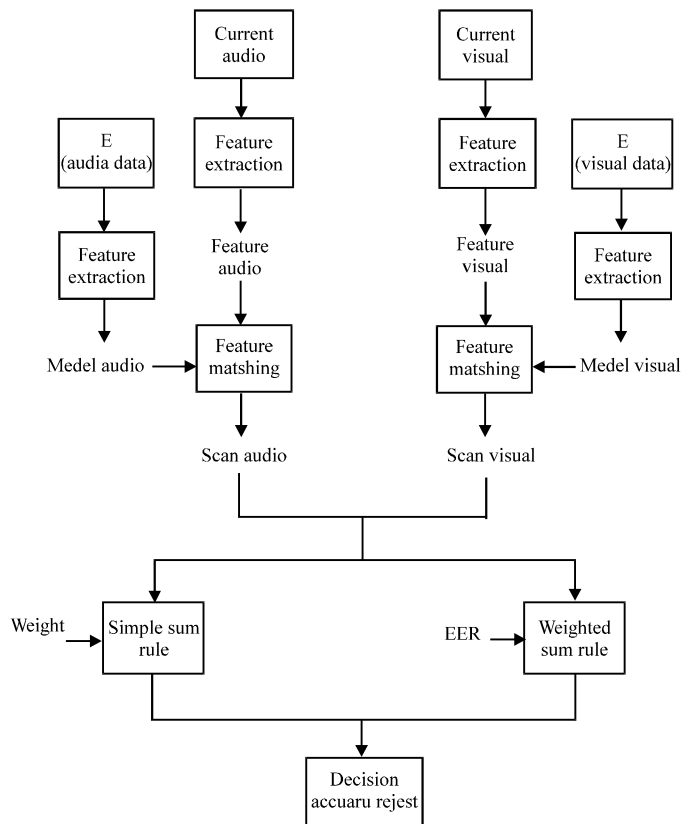 Current
audio
Current
visual
E
(audia data)
Feature
extraction
Feature
extraction
E
(visual data)
Feature
extraction
Feature
audio
Feature
visual
Feature
extraction
Medel audio
Feature
matshing
Feature
matshing
Medel visual
Scan audio
Scan visual
Weight
Simple sum
rule
EER
Weighted
sum rule
Decision
accuaru rejest